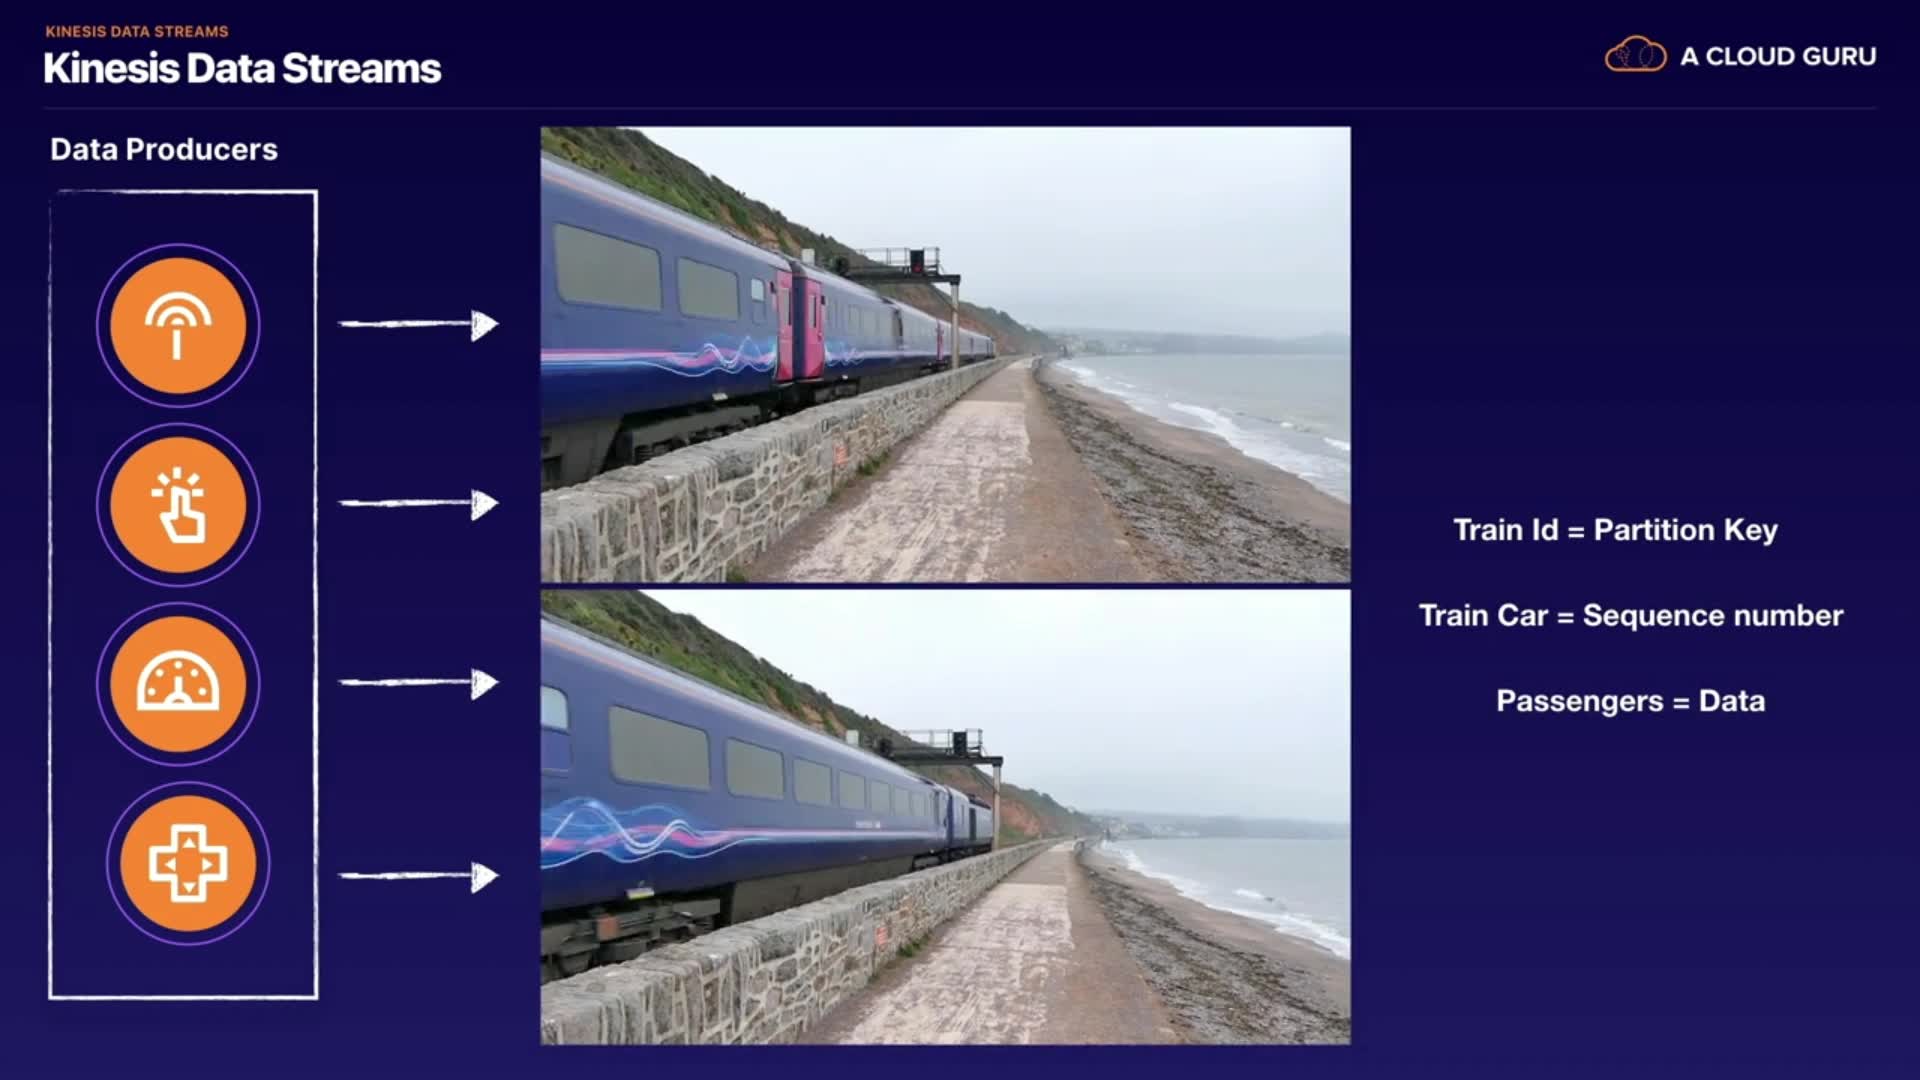 KINESIS DATA STREAMS
Kinesis Data Streams
A CLOUD GURU
Data Producers
Train Id = Partition Key
Train Car = Sequence number
Passengers = Data